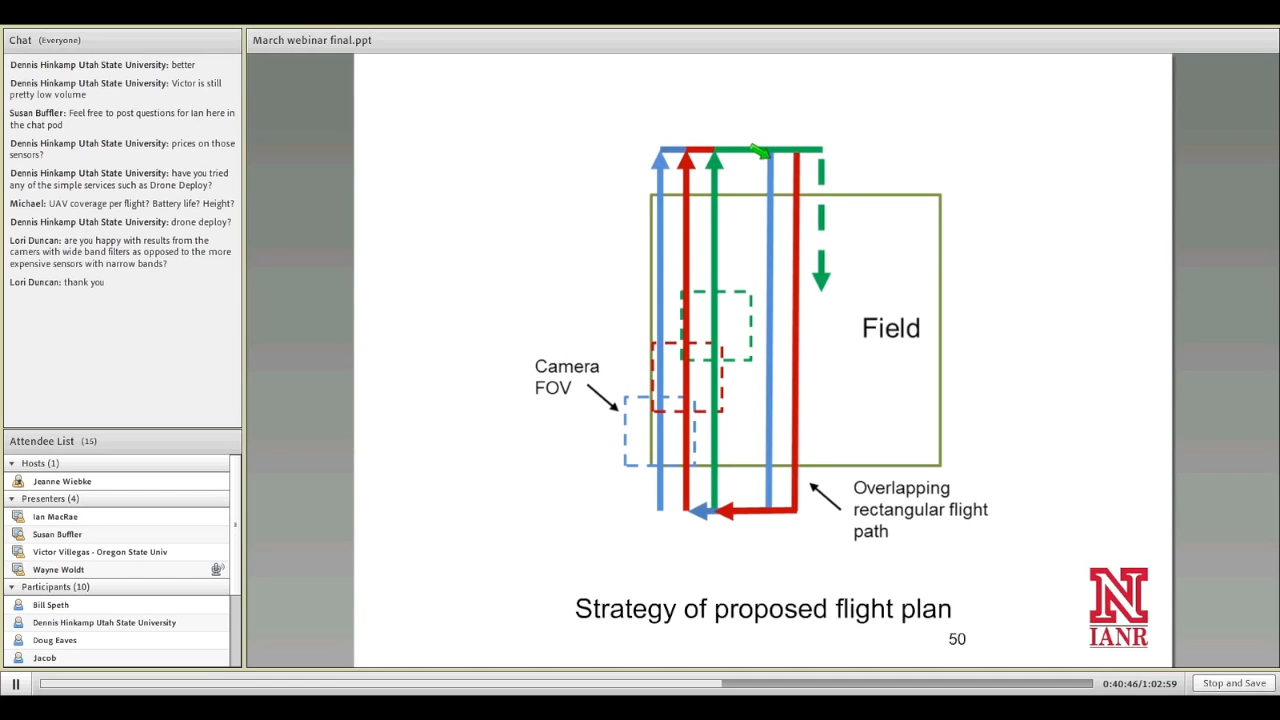 Chat (Everyone)
Dennis Hinkamp Utah State University: better
Dennis Hinkamp Utah State University: Victor is still
pretty low volume
Susan Buffler: Feel free to post questions for Ian here in
the chat pod
Dennis Hinkamp Utah State University: prices on those
sensors?
Dennis Hinkamp Utah State University: have you tried
any of the simple services such as Drone Deploy?
Michael: UAV coverage per flight? Battery life? Height?
Dennis Hinkamp Utah State University: drone deploy?
Lori Duncan: are you happy with results from the
camera with wide band filters as opposed to the more
expensive sensors with narrow bands?
Lori Duncan: thank you
Attendee List (15)
Hosts (1)
Jeanne Wiebke
Presenters (4)
Ian MacRae
Susan Buffler
Victor Villegas - Oregon State Univ
Wayne Woldt
Participants (10)
Bill Speth
Dennis Hinkamp Utah State University
Doug Eaves
Jacob
March webinar final.ppt
Field
Camera
FOV
Overlapping
rectangular flight
path
Strategy of proposed flight plan
50
N
IANR
0:40:46/1:02:59
Stop and Save